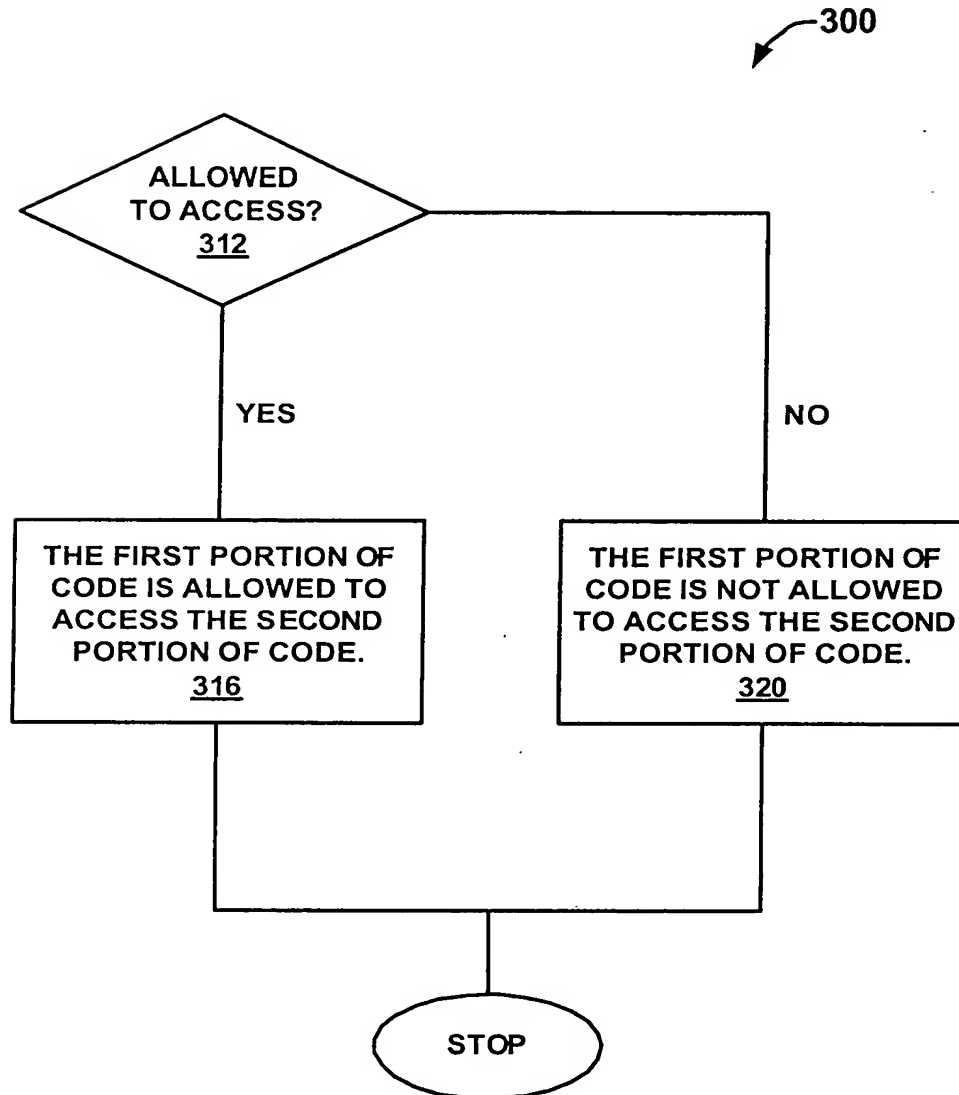 300
ALLOWED
TO ACCESS?
312
YES
NO
THE FIRST PORTION OF
CODE IS ALLOWED TO
ACCESS THE SECOND
PORTION OF CODE.
316
THE FIRST PORTION OF
CODE IS NOT ALLOWED
TO ACCESS THE SECOND
PORTION OF CODE.
320
STOP